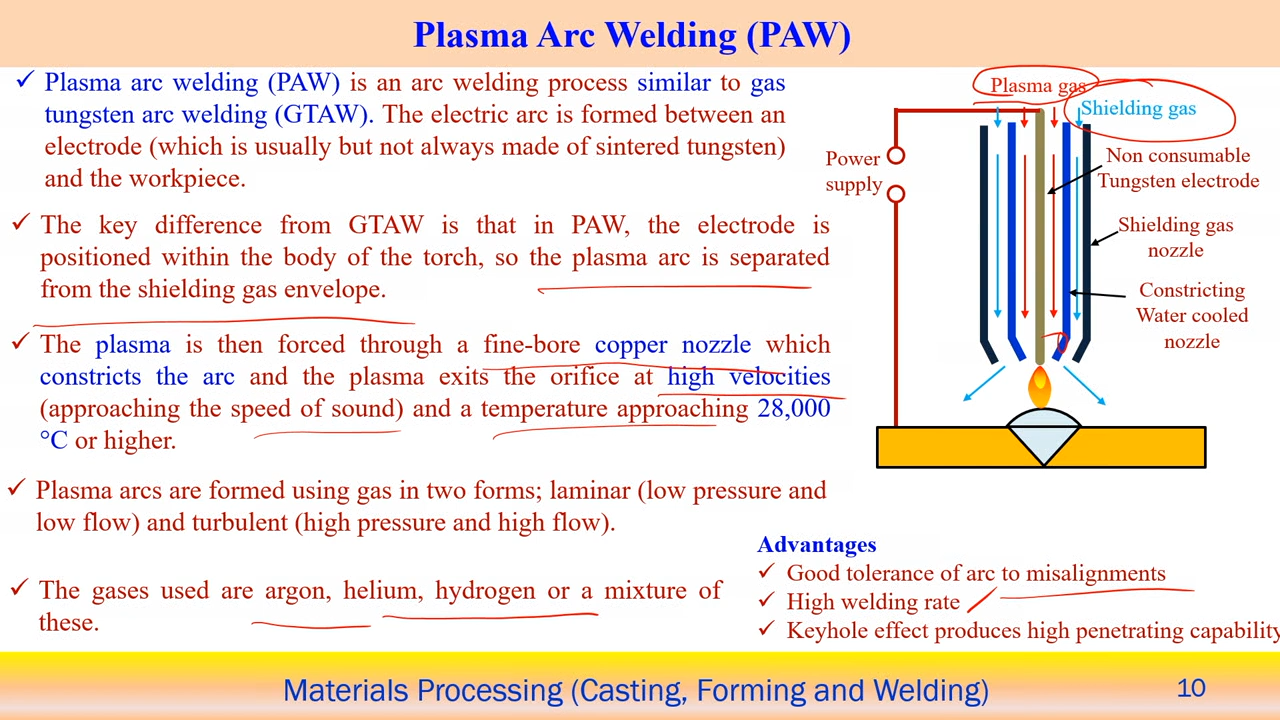 Plasma Arc Welding (PAW)
✓ Plasma arc welding (PAW) is an arc welding process similar to gas
tungsten arc welding (GTAW). The electric arc is formed between an
electrode (which is usually but not always made of sintered tungsten)
and the workpiece.
✓ The key difference from GTAW is that in PAW, the electrode is
positioned within the body of the torch, so the plasma arc is separated
from the shielding gas envelope.
✓ The plasma is then forced through a fine-bore copper nozzle which
constricts the arc and the plasma exits the orifice at high velocities
(approaching the speed of sound) and a temperature approaching 28,000
°C or higher.
✓ Plasma arcs are formed using gas in two forms; laminar (low pressure and
low flow) and turbulent (high pressure and high flow).
✓ The gases used are argon, helium, hydrogen or a mixture of
these.
Plasma gas
Shielding gas
Power
supply
Non consumable
Tungsten electrode
Shielding gas
nozzle
Constricting
Water cooled
nozzle
Advantages
✓ Good tolerance of arc to misalignments
✓ High welding rate
✓ Keyhole effect produces high penetrating capability
Materials Processing (Casting, Forming and Welding)
10